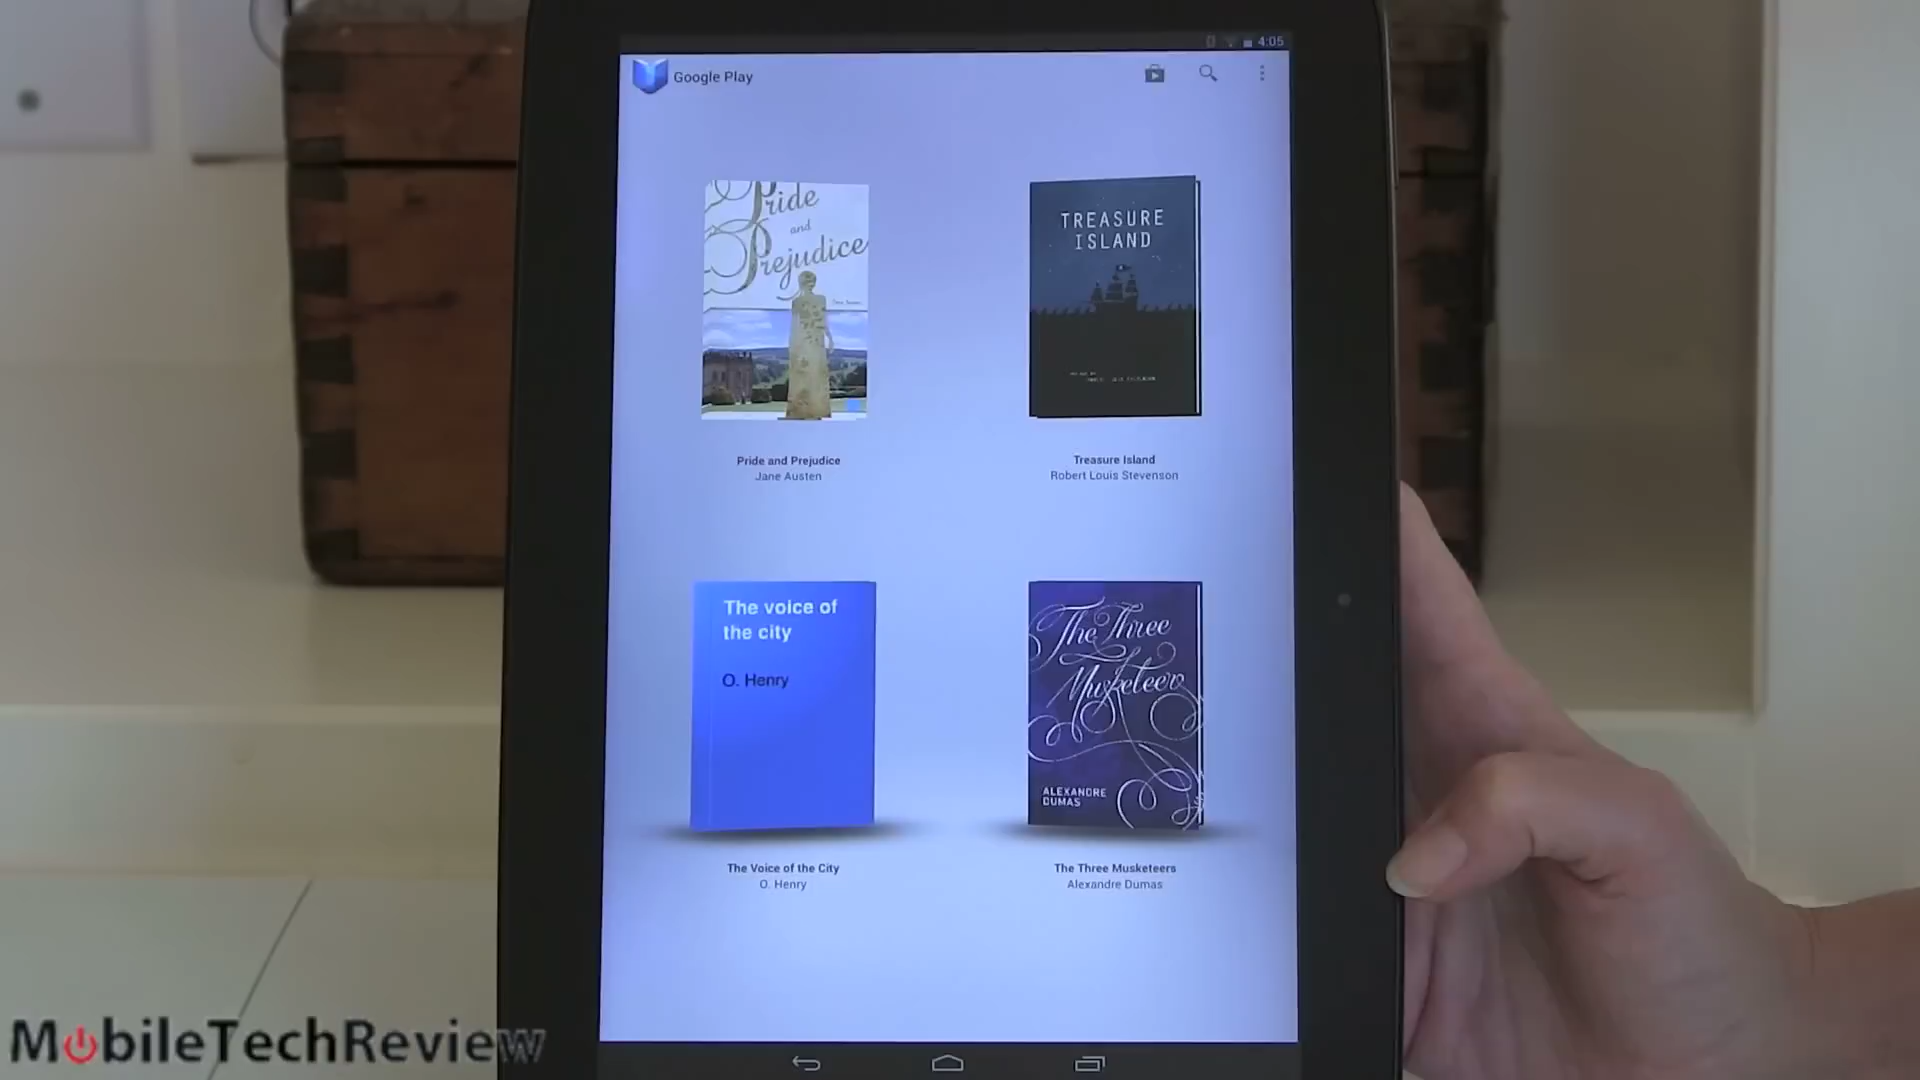 4:05
Google Play
Pride
and
Prejudice
TREASURE
ISLAND
Pride and Prejudice
Jane Austen
Treasure Island
Robert Louis Stevenson
The voice of
the city
O. Henry
The Three
Musketeers
ALEXANDRE
DUMAS
The Voice of the City
O. Henry
The Three Musketeers
Alexandre Dumas
MobileTechReview